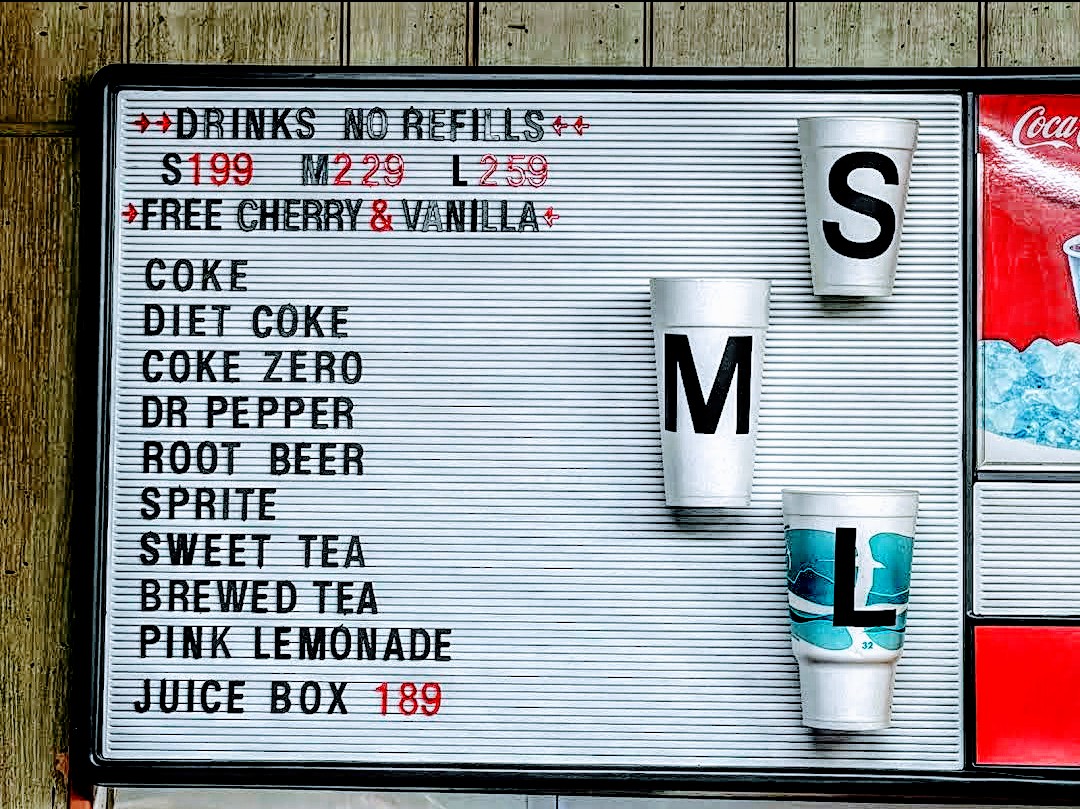 DRINKS NO REFILLS
S199 M229 L259
FREE CHERRY & VANILLA
COKE
DIET COKE
COKE ZERO
DR PEPPER
ROOT BEER
SPRITE
SWEET TEA
BREWED TEA
PINK LEMONADE
JUICE BOX 189
S
M
L
32
Coca